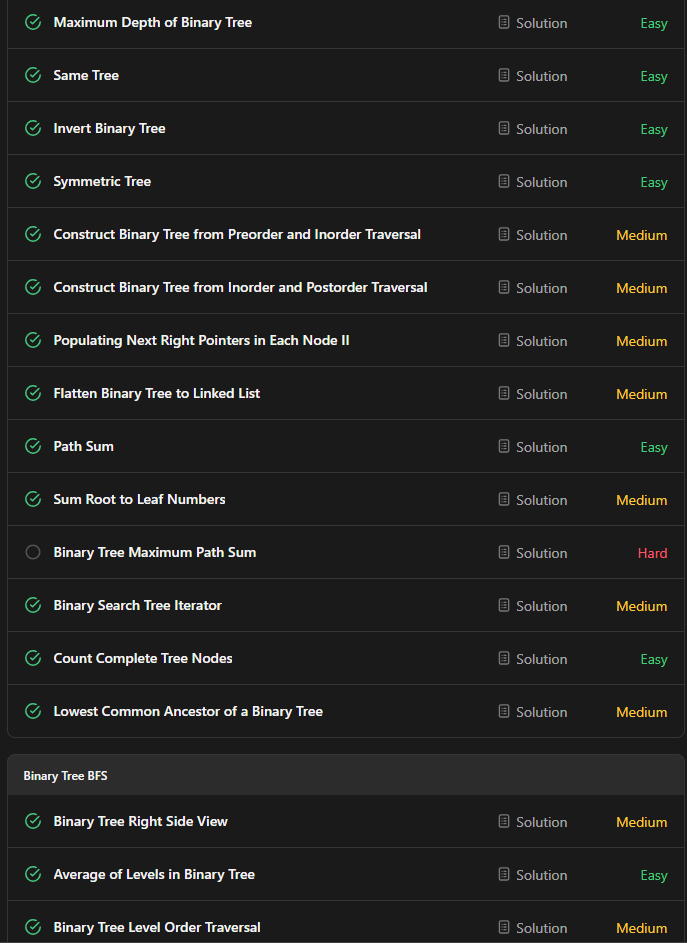 Maximum Depth of Binary Tree Solution Easy
Same Tree Solution Easy
Invert Binary Tree Solution Easy
Symmetric Tree Solution Easy
Construct Binary Tree from Preorder and Inorder Traversal Solution Medium
Construct Binary Tree from Inorder and Postorder Traversal Solution Medium
Populating Next Right Pointers in Each Node II Solution Medium
Flatten Binary Tree to Linked List Solution Medium
Path Sum Solution Easy
Sum Root to Leaf Numbers Solution Medium
Binary Tree Maximum Path Sum Solution Hard
Binary Search Tree Iterator Solution Medium
Count Complete Tree Nodes Solution Easy
Lowest Common Ancestor of a Binary Tree Solution Medium
Binary Tree BFS
Binary Tree Right Side View Solution Medium
Average of Levels in Binary Tree Solution Easy
Binary Tree Level Order Traversal Solution Medium